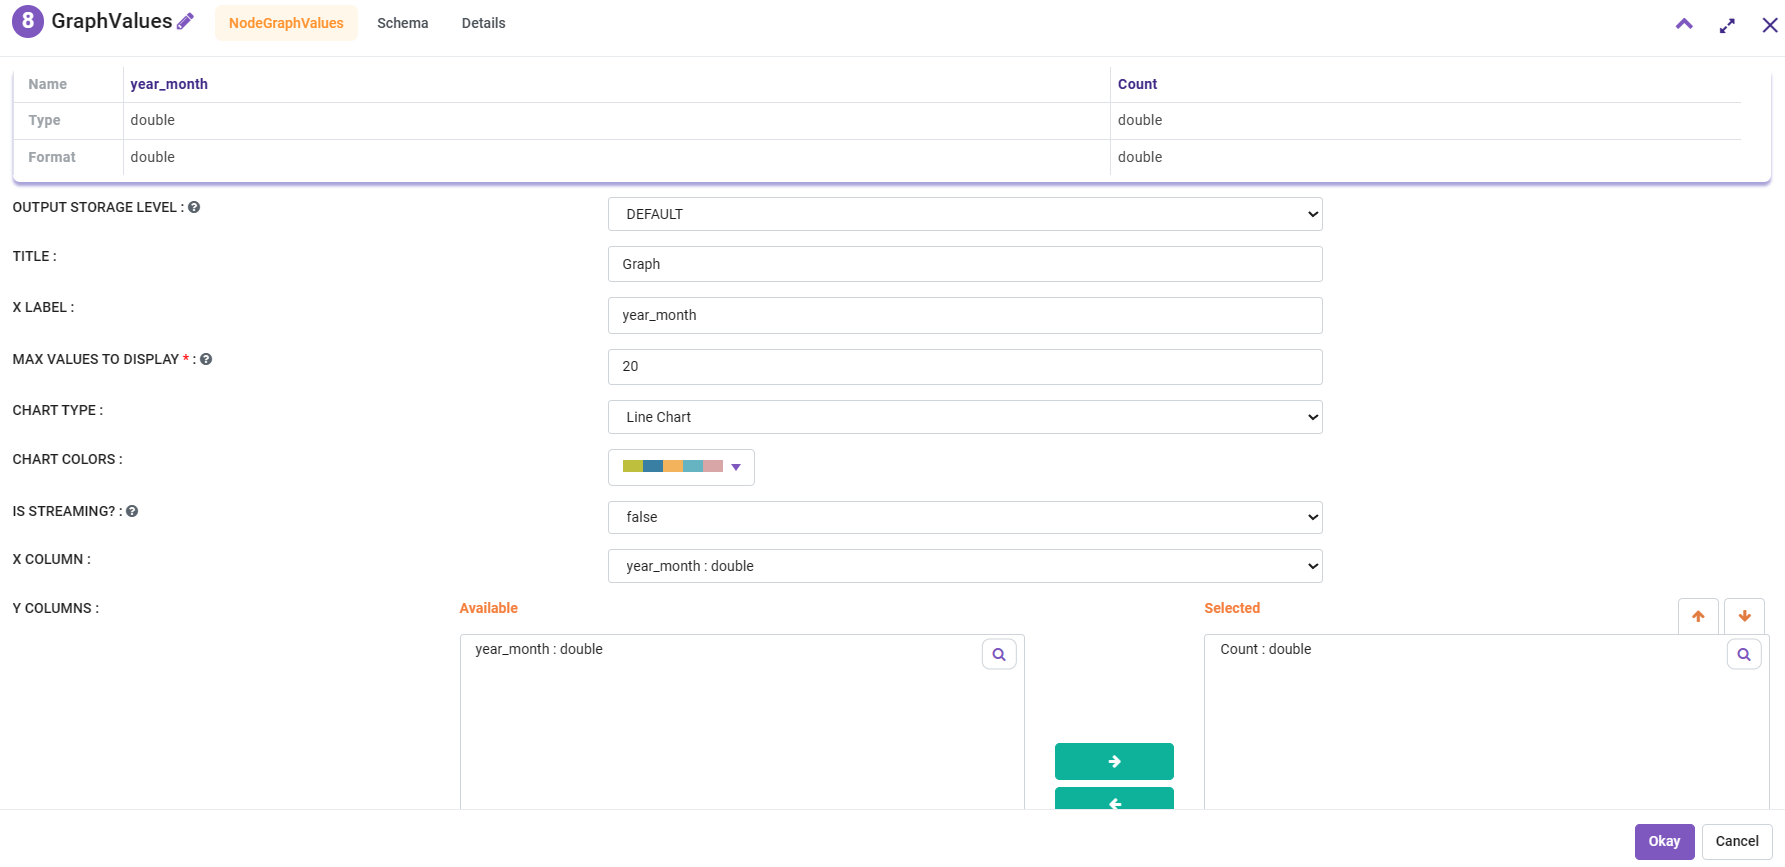 8 GraphValues NodeGraphValues Schema Details
Name year_month Count
Type double double
Format double double
OUTPUT STORAGE LEVEL : ? DEFAULT
TITLE : Graph
X LABEL : year_month
MAX VALUES TO DISPLAY * : ? 20
CHART TYPE : Line Chart
CHART COLORS :
IS STREAMING? : ? false
X COLUMN : year_month : double
Y COLUMNS : Available Selected
year_month : double Count : double
Okay Cancel